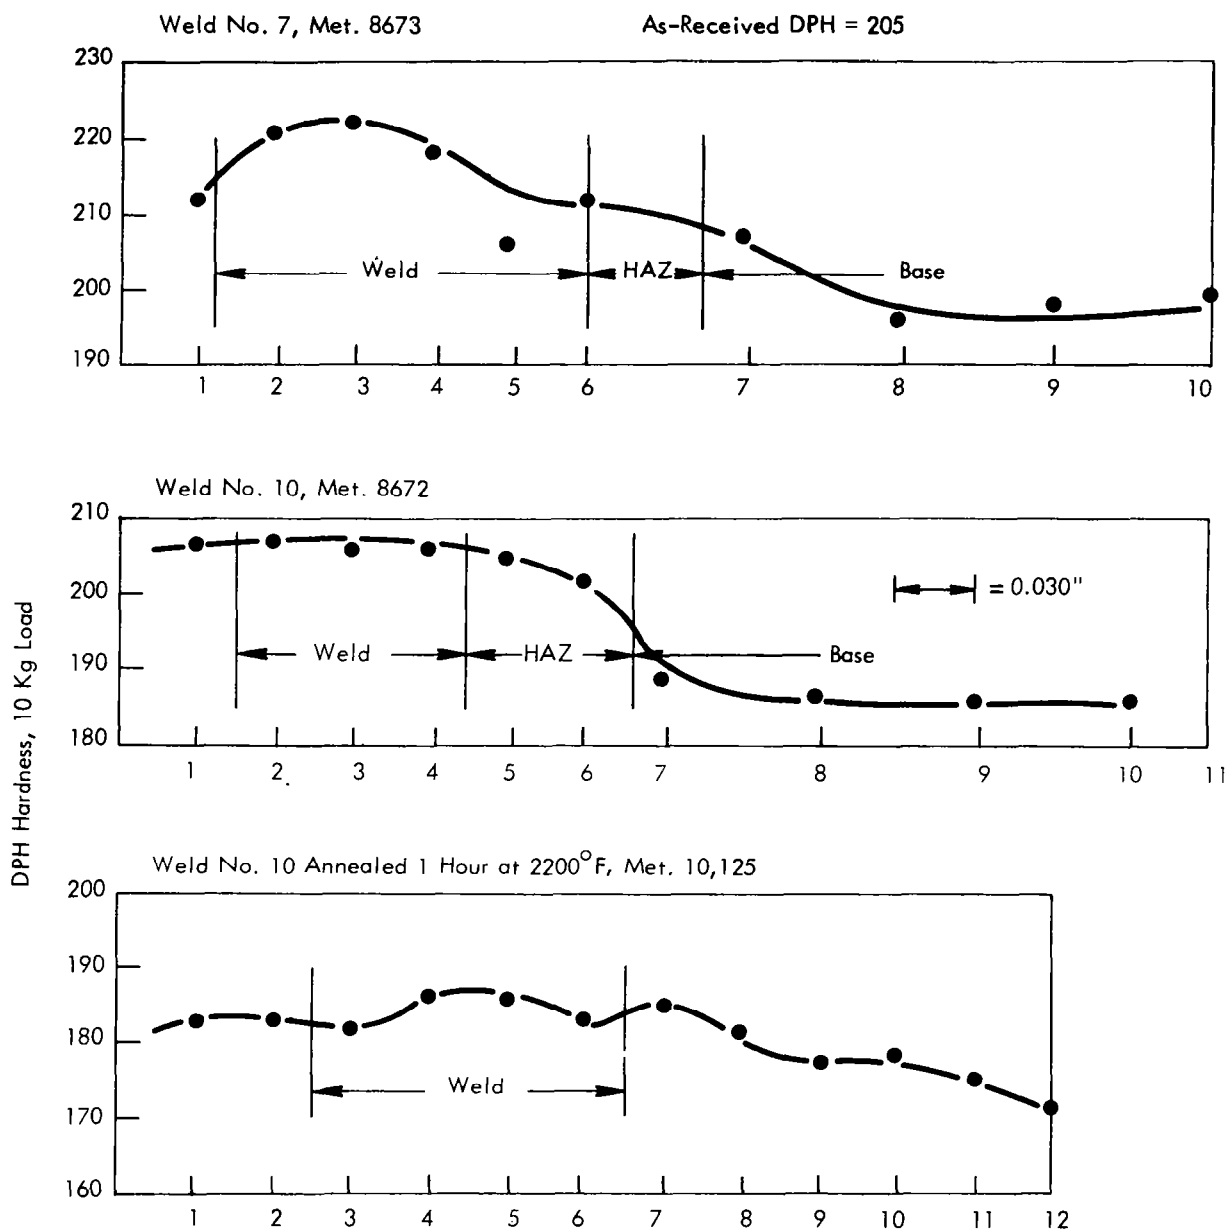 Weld No. 7, Met. 8673 As-Received DPH = 205
230
220
210
200
190
Weld HAZ Base
1 2 3 4 5 6 7 8 9 10
Weld No. 10, Met. 8672
210
200
190
180
= 0.030"
Weld HAZ Base
1 2 3 4 5 6 7 8 9 10 11
DPH Hardness, 10 Kg Load
Weld No. 10 Annealed 1 Hour at 2200°F, Met. 10,125
200
190
180
170
160
Weld
1 2 3 4 5 6 7 8 9 10 11 12